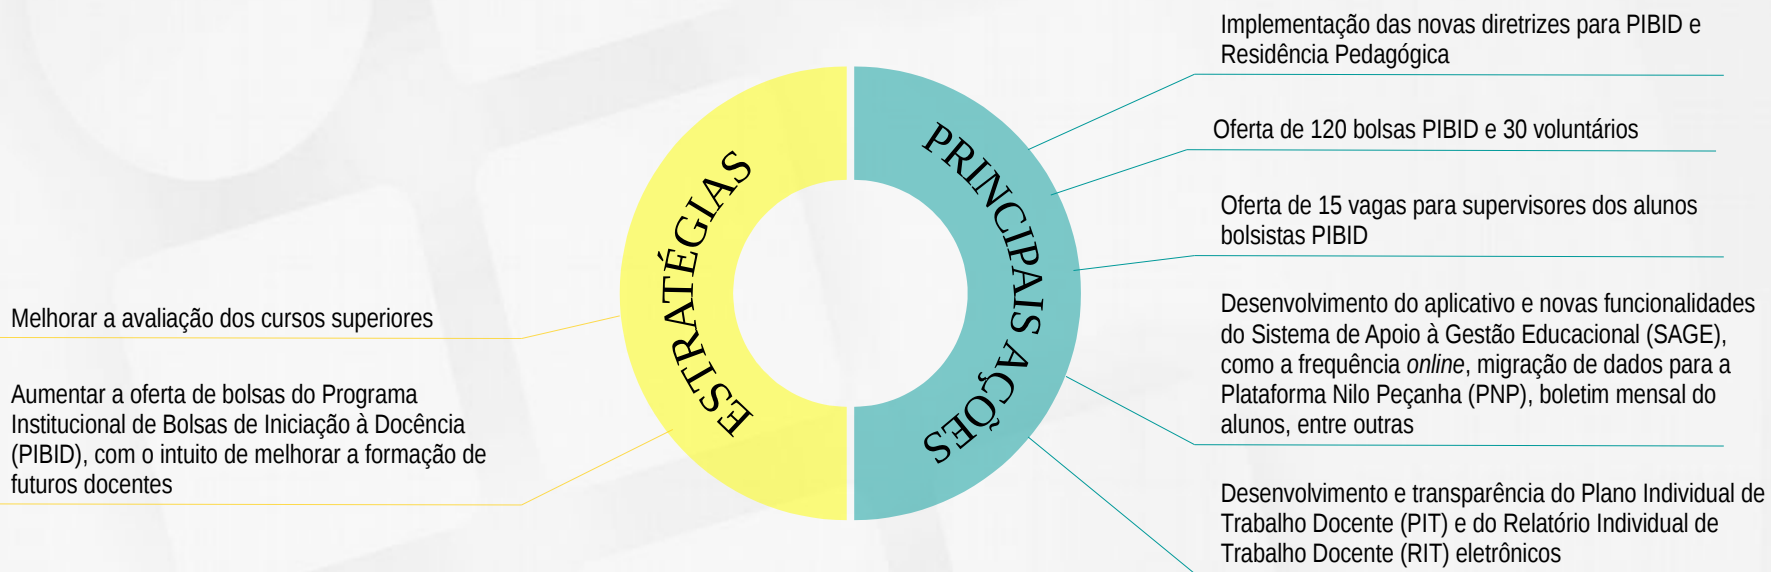 ESTRATÉGIAS
Melhorar a avaliação dos cursos superiores
Aumentar a oferta de bolsas do Programa
Institucional de Bolsas de Iniciação à Docência
(PIBID), com o intuito de melhorar a formação de
futuros docentes
PRINCIPAIS AÇÕES
Implementação das novas diretrizes para PIBID e
Residência Pedagógica
Oferta de 120 bolsas PIBID e 30 voluntários
Oferta de 15 vagas para supervisores dos alunos
bolsistas PIBID
Desenvolvimento do aplicativo e novas funcionalidades
do Sistema de Apoio à Gestão Educacional (SAGE),
como a frequência online, migração de dados para a
Plataforma Nilo Peçanha (PNP), boletim mensal do
alunos, entre outras
Desenvolvimento e transparência do Plano Individual de
Trabalho Docente (PIT) e do Relatório Individual de
Trabalho Docente (RIT) eletrônicos